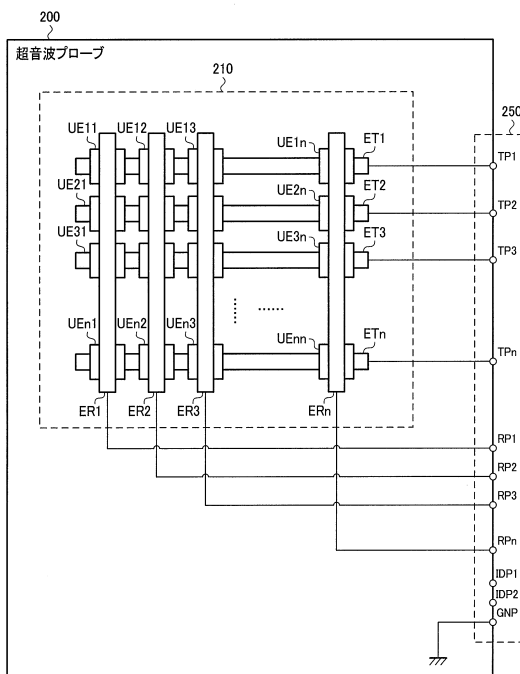 200
超音波プローブ
210
250
UE11 UE12 UE13 UE1n ET1 TP1
UE21 UE2n ET2 TP2
UE31 UE3n ET3 TP3
UEn1 UEn2 UEn3 UEnn ETn TPn
ER1 ER2 ER3 ERn
RP1
RP2
RP3
RPn
IDP1
IDP2
GNP